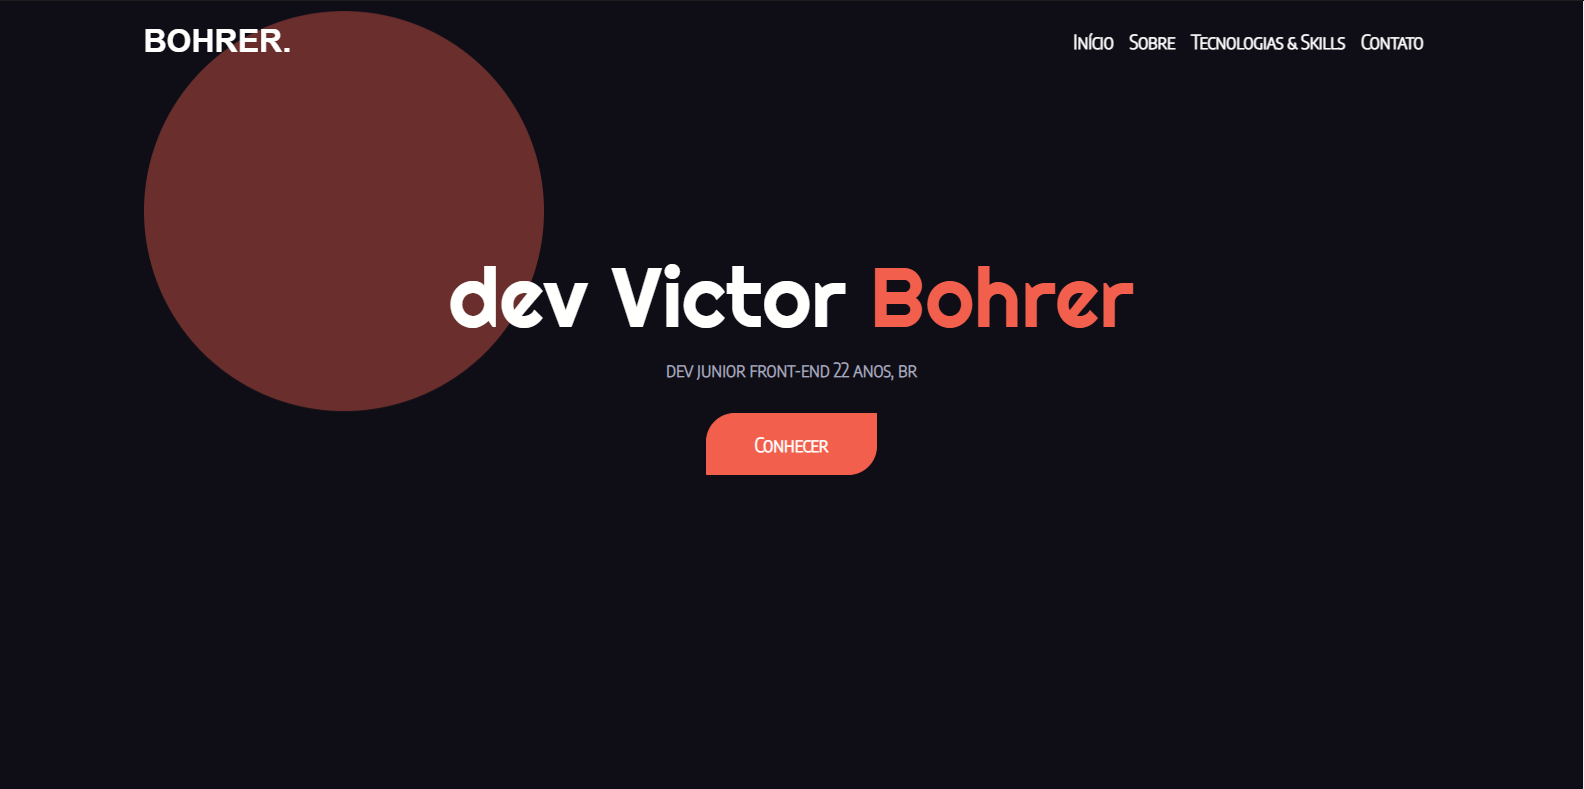 BOHRER.
Início Sobre Tecnologias & Skills Contato
dev Victor Bohrer
DEV JUNIOR FRONT-END 22 ANOS, BR
Conhecer